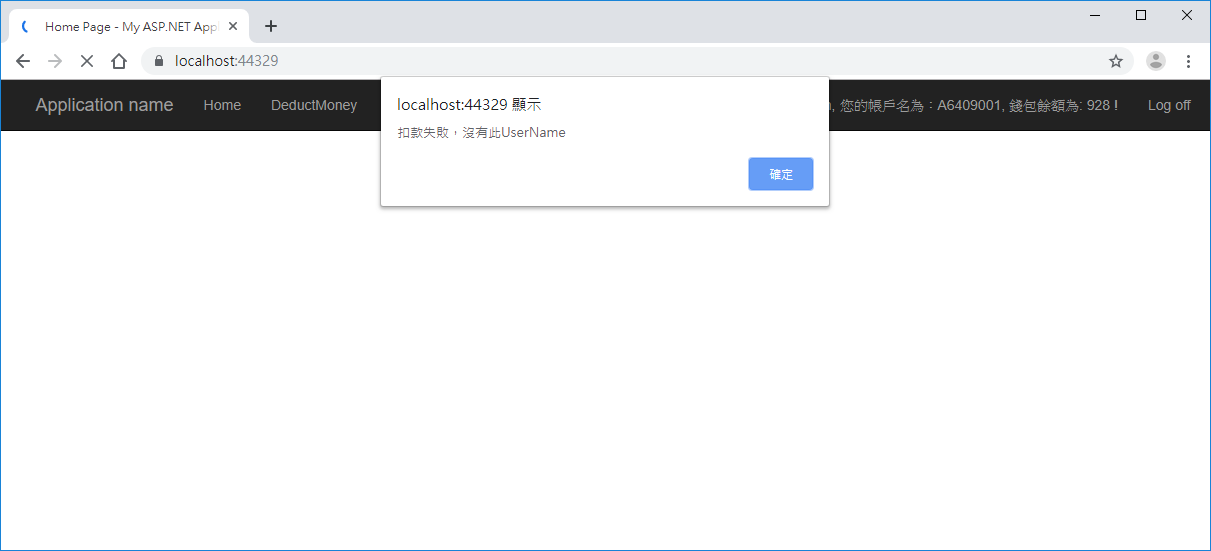 Home Page - My ASP.NET Appl
localhost:44329
localhost:44329 顯示
扣款失敗，沒有此UserName
確定
Application name
Home
DeductMoney
, 您的帳戶名為：A6409001, 錢包餘額為: 928 !
Log off